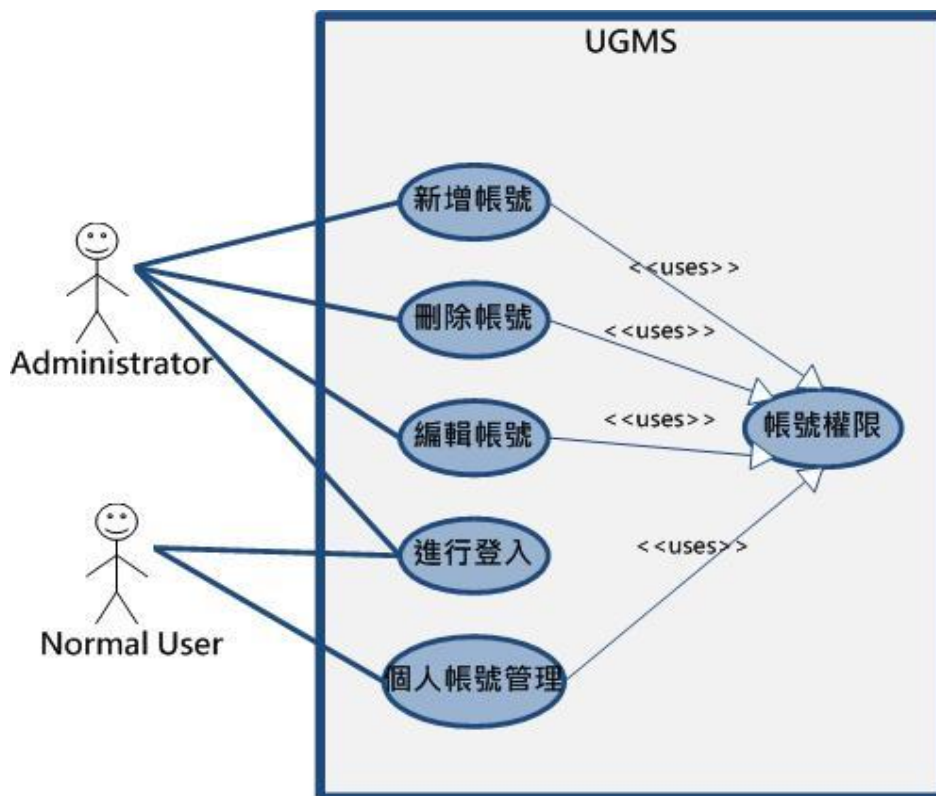 UGMS
新增帳號
<<uses>>
刪除帳號
<<uses>>
Administrator
編輯帳號
<<uses>>
帳號權限
進行登入
<<uses>>
Normal User
個人帳號管理